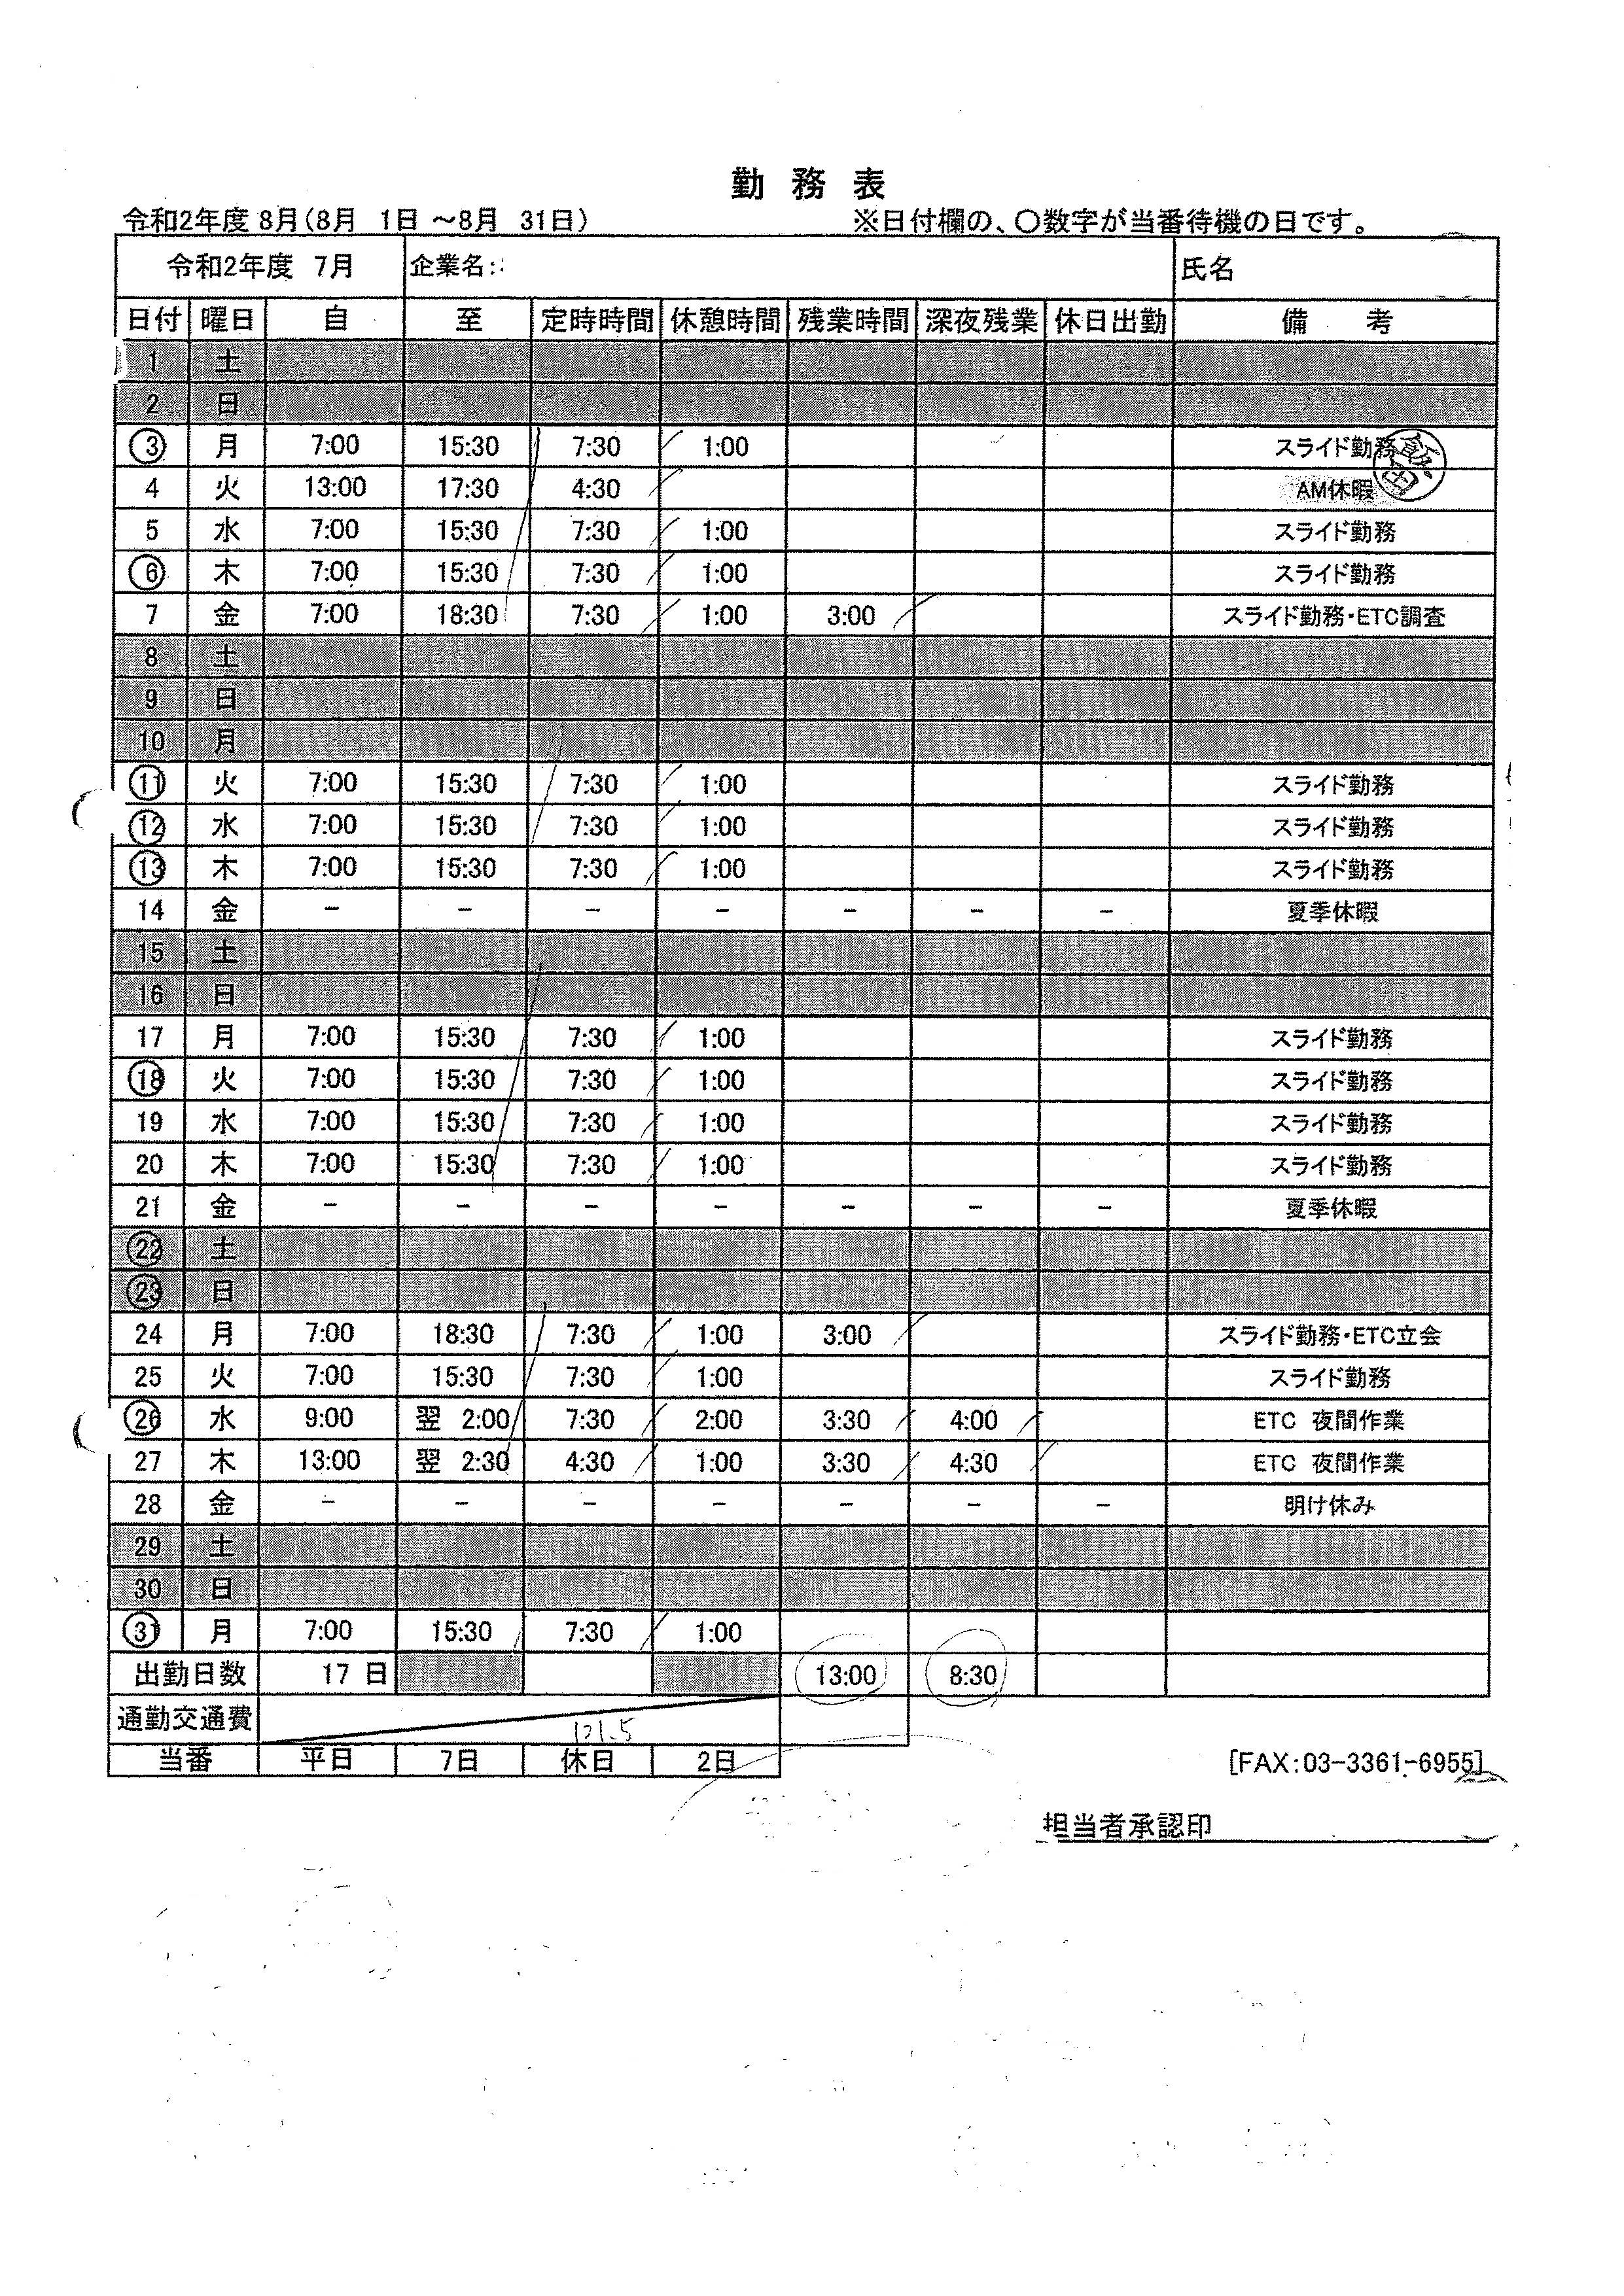 勤 務 表
令和2年度 8月(8月 1日 ～8月 31日)
※日付欄の、〇数字が当番待機の日です。
令和2年度 7月 企業名:: 氏名
日付 曜日 自 至 定時時間 休憩時間 残業時間 深夜残業 休日出勤 備 考
1 土
2 日
③ 月 7:00 15:30 7:30 1:00 スライド勤務
4 火 13:00 17:30 4:30 AM休暇
5 水 7:00 15:30 7:30 1:00 スライド勤務
⑥ 木 7:00 15:30 7:30 1:00 スライド勤務
7 金 7:00 18:30 7:30 1:00 3:00 スライド勤務・ETC調査
8 土
9 日
10 月
⑪ 火 7:00 15:30 7:30 1:00 スライド勤務
⑫ 水 7:00 15:30 7:30 1:00 スライド勤務
⑬ 木 7:00 15:30 7:30 1:00 スライド勤務
14 金 － － － － － － － 夏季休暇
15 土
16 日
17 月 7:00 15:30 7:30 1:00 スライド勤務
⑱ 火 7:00 15:30 7:30 1:00 スライド勤務
19 水 7:00 15:30 7:30 1:00 スライド勤務
20 木 7:00 15:30 7:30 1:00 スライド勤務
21 金 － － － － － － － 夏季休暇
㉒ 土
㉓ 日
24 月 7:00 18:30 7:30 1:00 3:00 スライド勤務・ETC立会
25 火 7:00 15:30 7:30 1:00 スライド勤務
㉖ 水 9:00 翌 2:00 7:30 2:00 3:30 4:00 ETC 夜間作業
27 木 13:00 翌 2:30 4:30 1:00 3:30 4:30 ETC 夜間作業
28 金 － － － － － － － 明け休み
29 土
30 日
㉛ 月 7:00 15:30 7:30 1:00
出勤日数 17 日 13:00 8:30
通勤交通費
121.5
当番 平日 7日 休日 2日
[FAX:03-3361-6955]
担当者承認印